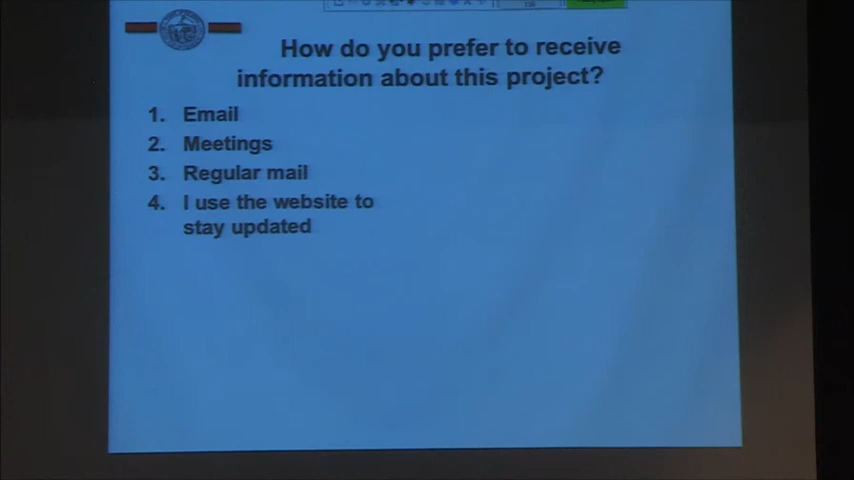 How do you prefer to receive
information about this project?
1. Email
2. Meetings
3. Regular mail
4. I use the website to
stay updated